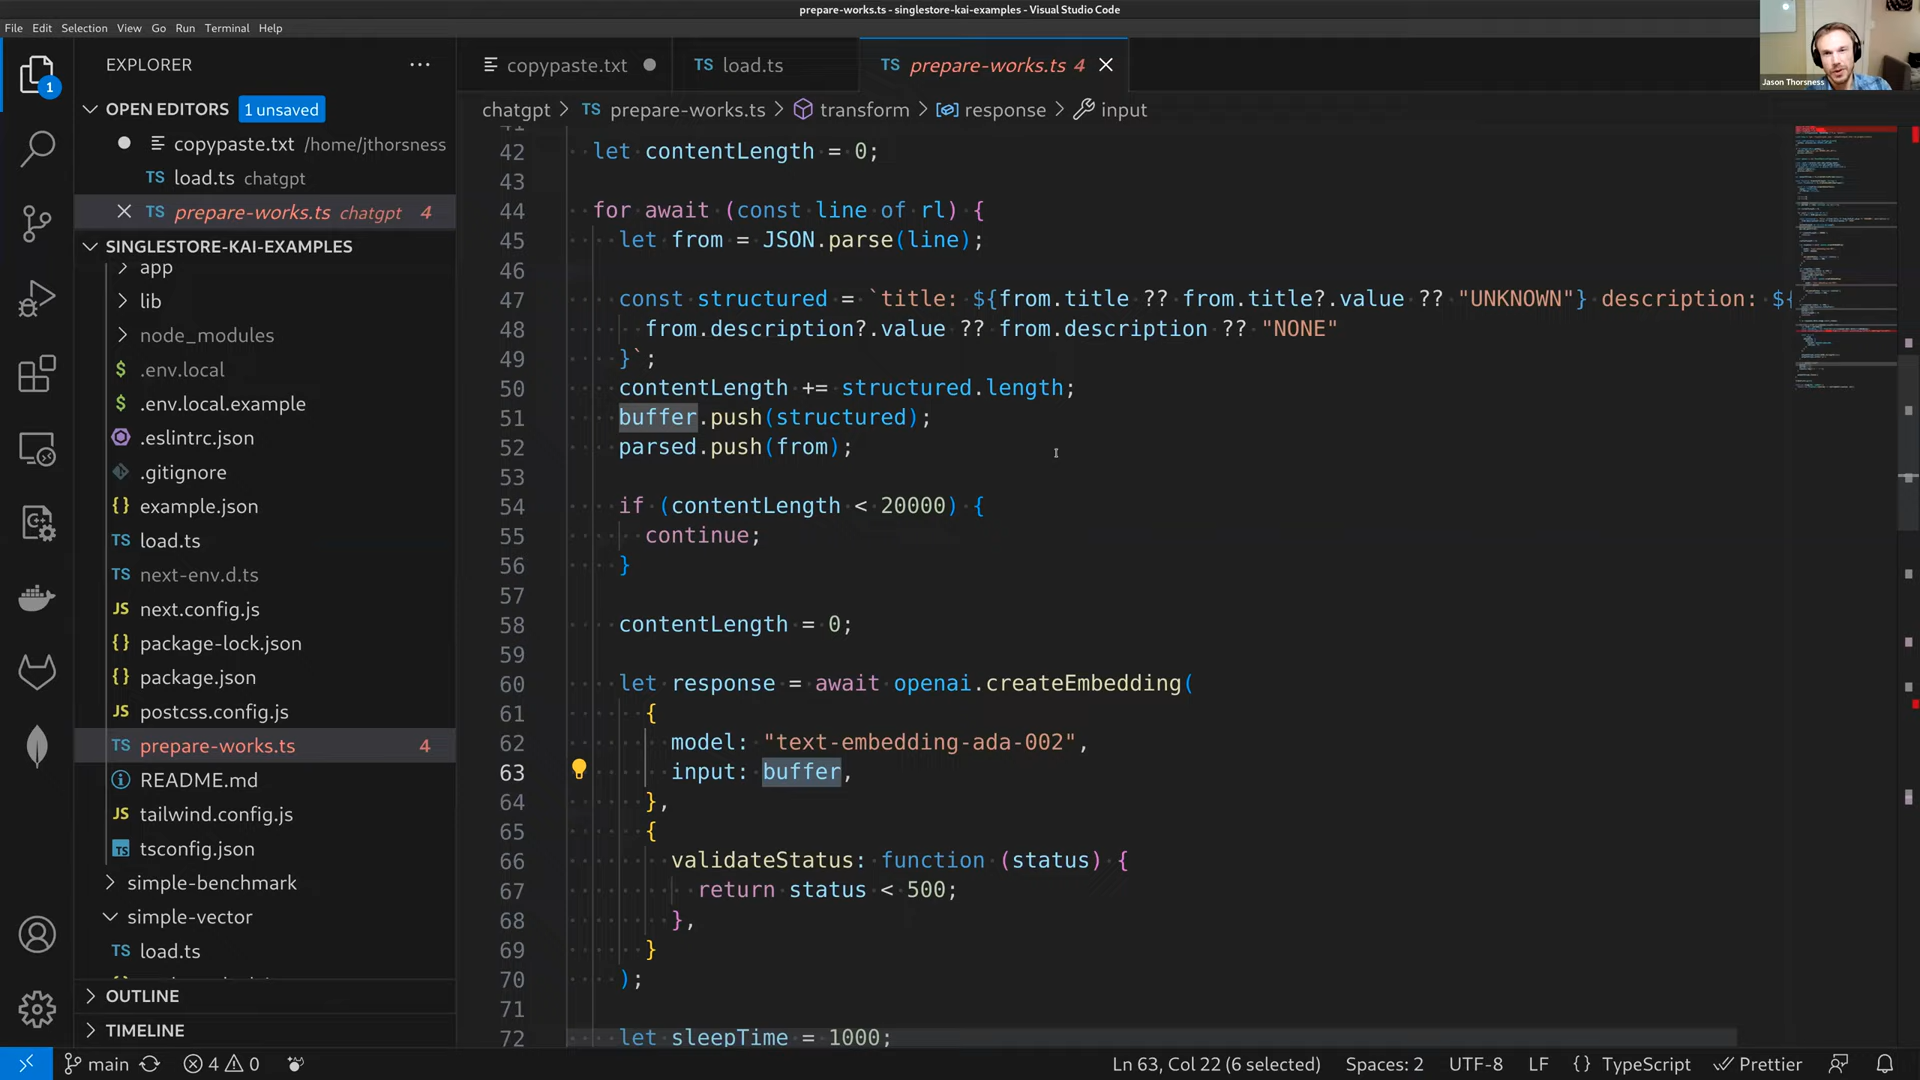 prepare-works.ts - singlestore-kai-examples - Visual Studio Code
File Edit Selection View Go Run Terminal Help
EXPLORER ···
OPEN EDITORS 1 unsaved
copypaste.txt /home/jthorsness
TS load.ts chatgpt
TS prepare-works.ts chatgpt 4
SINGLESTORE-KAI-EXAMPLES
app
lib
node_modules
$ .env.local
$ .env.local.example
.eslintrc.json
.gitignore
{} example.json
TS load.ts
TS next-env.d.ts
JS next.config.js
{} package-lock.json
{} package.json
JS postcss.config.js
TS prepare-works.ts 4
README.md
JS tailwind.config.js
TS tsconfig.json
simple-benchmark
simple-vector
TS load.ts
OUTLINE
TIMELINE
1
copypaste.txt
TS load.ts
TS prepare-works.ts 4
chatgpt > TS prepare-works.ts > transform > response > input
42 let contentLength = 0;
43
44 for await (const line of rl) {
45 let from = JSON.parse(line);
46
47 const structured = `title: ${from.title ?? from.title?.value ?? "UNKNOWN"} description: ${
48 from.description?.value ?? from.description ?? "NONE"
49 }`;
50 contentLength += structured.length;
51 buffer.push(structured);
52 parsed.push(from);
53
54 if (contentLength < 20000) {
55 continue;
56 }
57
58 contentLength = 0;
59
60 let response = await openai.createEmbedding(
61 {
62 model: "text-embedding-ada-002",
63 input: buffer,
64 },
65 {
66 validateStatus: function (status) {
67 return status < 500;
68 },
69 }
70 );
71
72 let sleepTime = 1000;
Jason Thorsness
main 4 0
Ln 63, Col 22 (6 selected) Spaces: 2 UTF-8 LF {} TypeScript Prettier